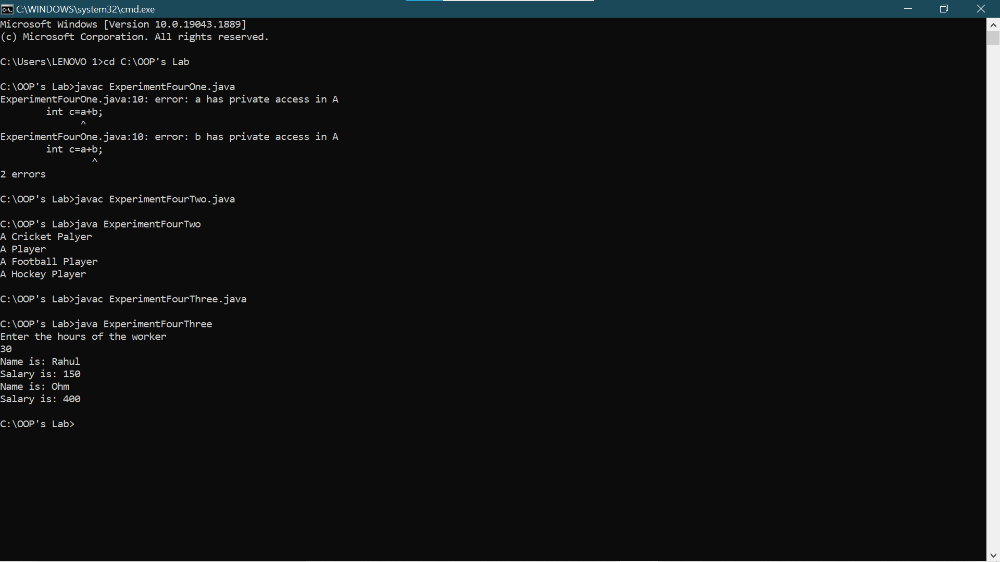 C:\WINDOWS\system32\cmd.exe
Microsoft Windows [Version 10.0.19043.1889]
(c) Microsoft Corporation. All rights reserved.
C:\Users\LENOVO 1>cd C:\OOP's Lab
C:\OOP's Lab>javac ExperimentFourOne.java
ExperimentFourOne.java:10: error: a has private access in A
        int c=a+b;
              ^
ExperimentFourOne.java:10: error: b has private access in A
        int c=a+b;
                ^
2 errors
C:\OOP's Lab>javac ExperimentFourTwo.java
C:\OOP's Lab>java ExperimentFourTwo
A Cricket Palyer
A Player
A Football Player
A Hockey Player
C:\OOP's Lab>javac ExperimentFourThree.java
C:\OOP's Lab>java ExperimentFourThree
Enter the hours of the worker
30
Name is: Rahul
Salary is: 150
Name is: Ohm
Salary is: 400
C:\OOP's Lab>